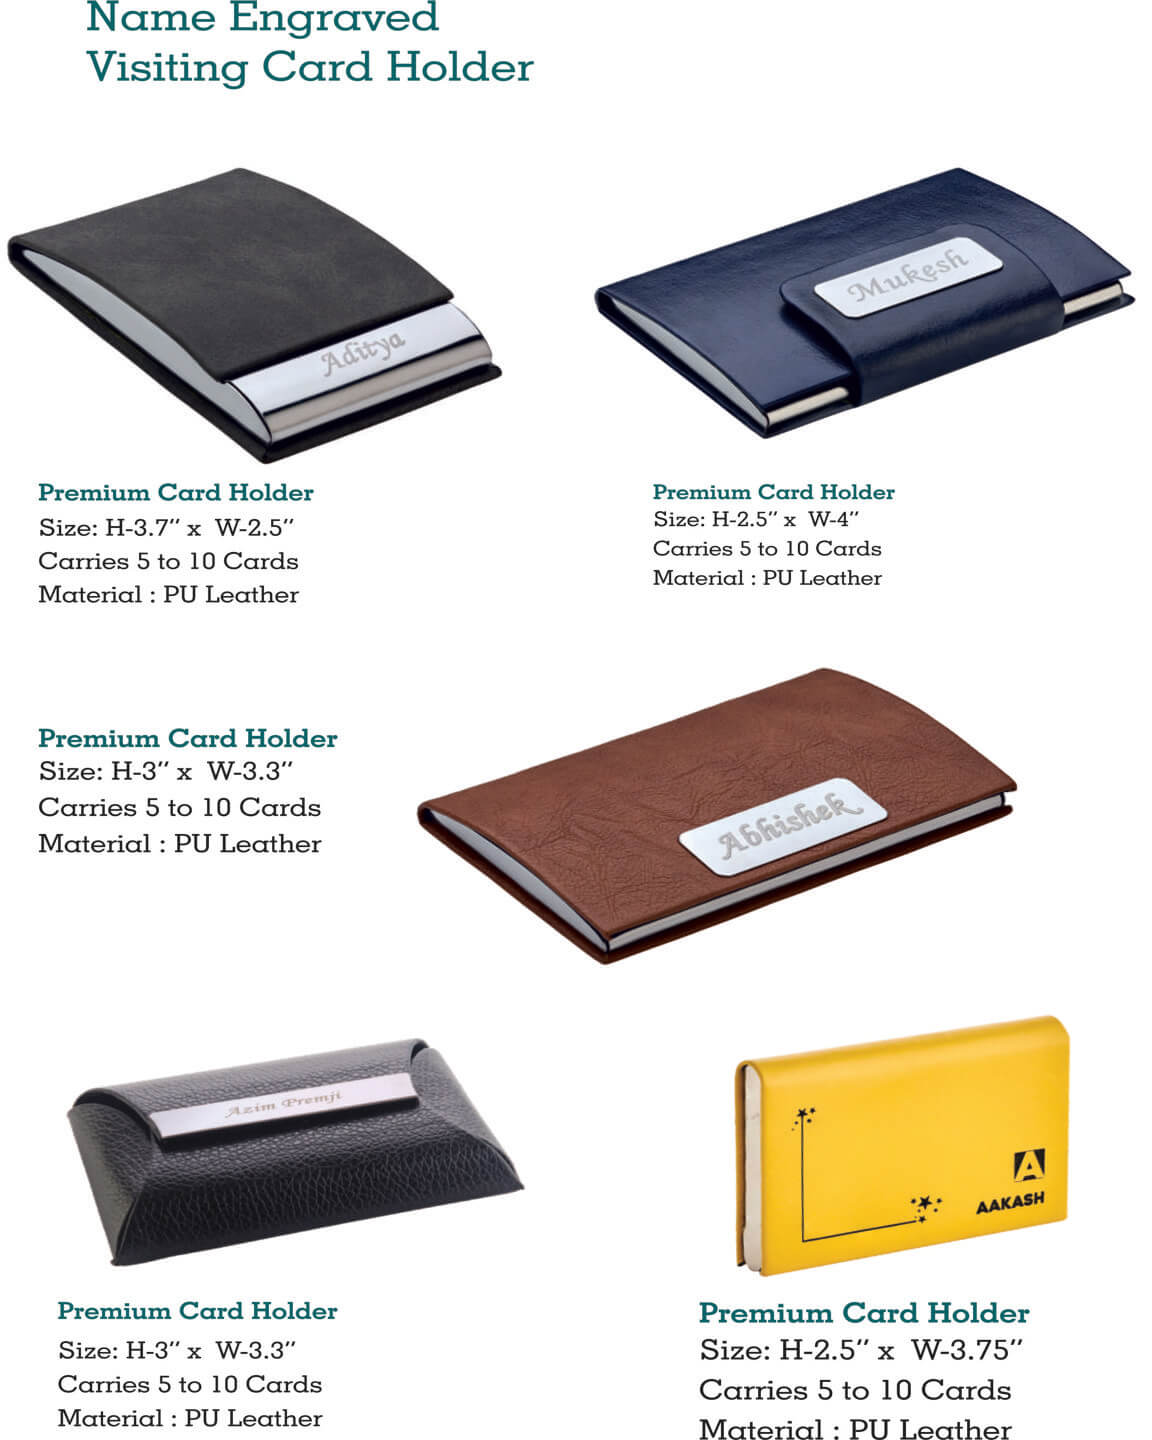 Name Engraved
Visiting Card Holder
Aditya
Mukesh
Premium Card Holder
Size: H-3.7” x W-2.5”
Carries 5 to 10 Cards
Material : PU Leather
Premium Card Holder
Size: H-2.5” x W-4”
Carries 5 to 10 Cards
Material : PU Leather
Premium Card Holder
Size: H-3” x W-3.3”
Carries 5 to 10 Cards
Material : PU Leather
Abhishek
Azim Premji
A
AAKASH
Premium Card Holder
Size: H-3” x W-3.3”
Carries 5 to 10 Cards
Material : PU Leather
Premium Card Holder
Size: H-2.5” x W-3.75”
Carries 5 to 10 Cards
Material : PU Leather